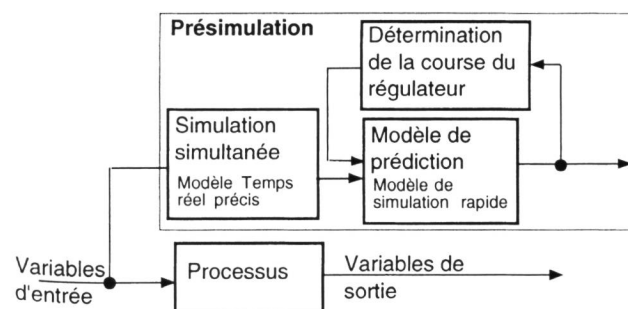 Présimulation
Détermination
de la course du
régulateur
Simulation
simultanée
Modèle Temps
réel précis
Modèle de
prédiction
Modèle de
simulation rapide
Variables
d'entrée
Processus
Variables de
sortie